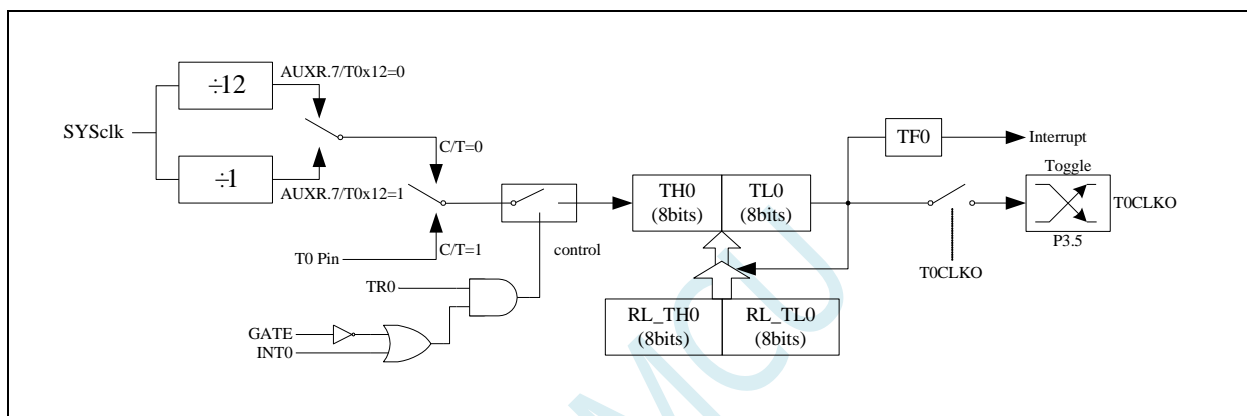 ÷12
AUXR.7/T0x12=0
SYSclk
÷1
AUXR.7/T0x12=1
C/T=0
C/T=1
T0 Pin
control
TR0
GATE
INT0
TH0
(8bits)
TL0
(8bits)
RL_TH0
(8bits)
RL_TL0
(8bits)
TF0
Interrupt
Toggle
T0CLKO
P3.5
T0CLKO
MCU